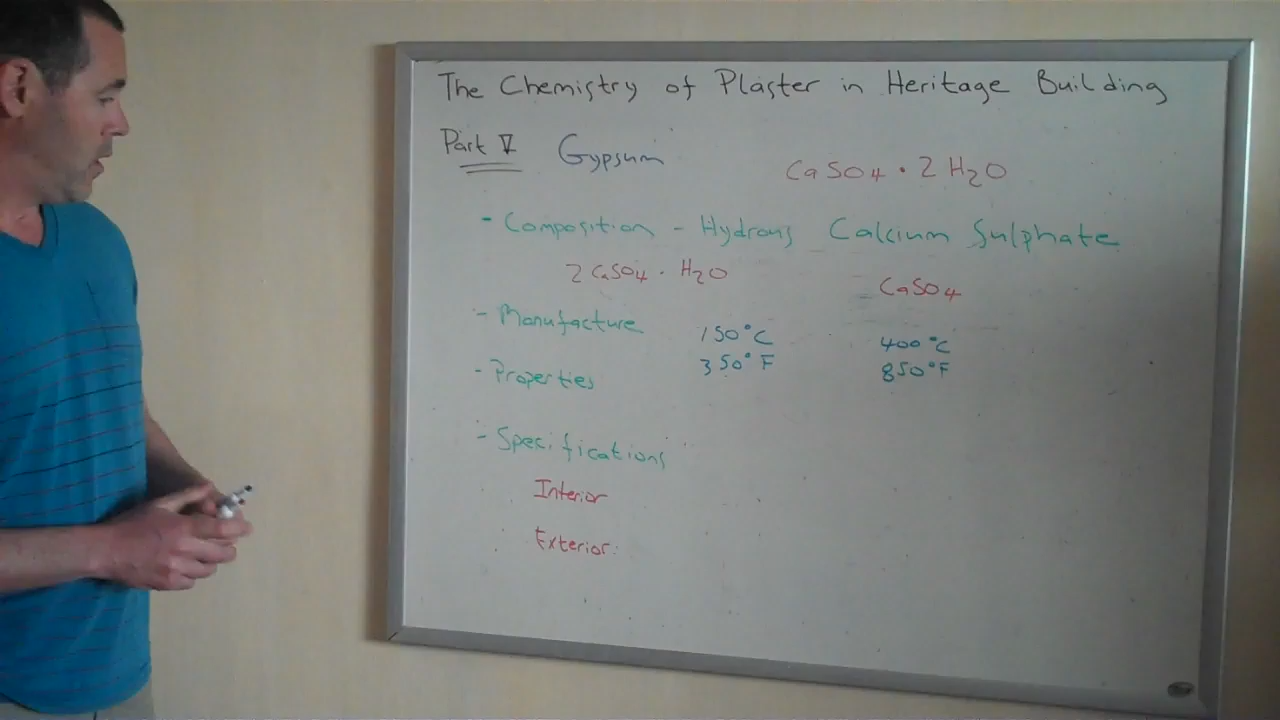 The Chemistry of Plaster in Heritage Building
Part V Gypsum
CaSO4 · 2 H2O
- Composition - Hydrous Calcium Sulphate
2 CaSO4 · H2O
CaSO4
- Manufacture 150°C 400°C
350°F 850°F
- Properties
- Specifications
Interior
Exterior: